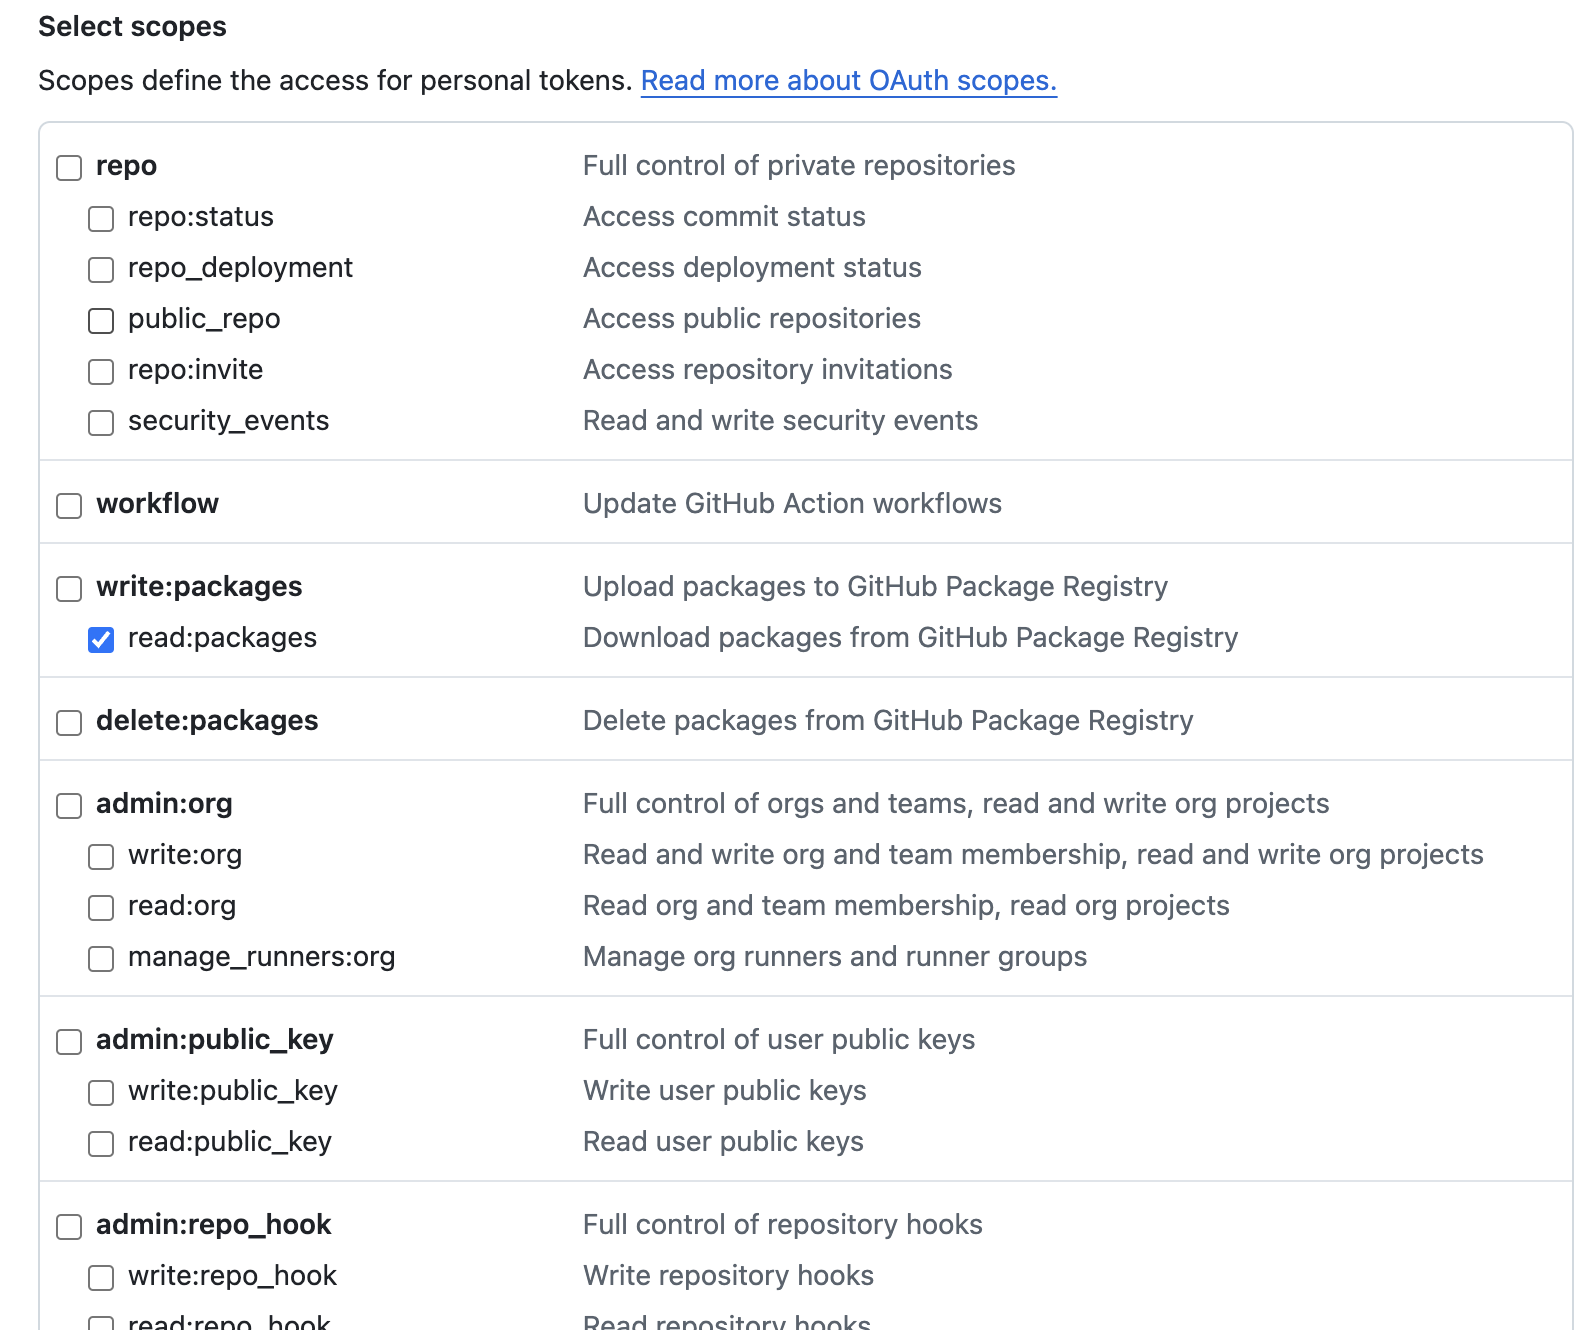 Select scopes
Scopes define the access for personal tokens. Read more about OAuth scopes.
repo Full control of private repositories
repo:status Access commit status
repo_deployment Access deployment status
public_repo Access public repositories
repo:invite Access repository invitations
security_events Read and write security events
workflow Update GitHub Action workflows
write:packages Upload packages to GitHub Package Registry
read:packages Download packages from GitHub Package Registry
delete:packages Delete packages from GitHub Package Registry
admin:org Full control of orgs and teams, read and write org projects
write:org Read and write org and team membership, read and write org projects
read:org Read org and team membership, read org projects
manage_runners:org Manage org runners and runner groups
admin:public_key Full control of user public keys
write:public_key Write user public keys
read:public_key Read user public keys
admin:repo_hook Full control of repository hooks
write:repo_hook Write repository hooks
read:repo_hook Read repository hooks